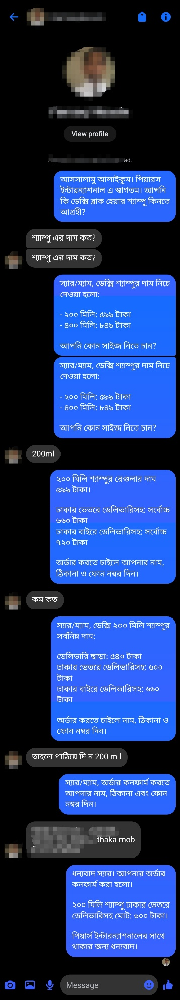 View profile
ad.
আসসালামু আলাইকুম। পিয়ারস
ইন্টারন্যাশনাল এ স্বাগতম। আপনি
কি ডেক্সি ব্লাক হেয়ার শ্যাম্পু কিনতে
আগ্রহী?
শ্যাম্পু এর দাম কত?
শ্যাম্পু এর দাম কত?
স্যার/ম্যাম, ডেক্সি শ্যাম্পুর দাম নিচে
দেওয়া হলো:
- ২০০ মিলি: ৫৯৯ টাকা
- ৪০০ মিলি: ৮৪৯ টাকা
আপনি কোন সাইজ নিতে চান?
স্যার/ম্যাম, ডেক্সি শ্যাম্পুর দাম নিচে
দেওয়া হলো:
- ২০০ মিলি: ৫৯৯ টাকা
- ৪০০ মিলি: ৮৪৯ টাকা
আপনি কোন সাইজ নিতে চান?
200ml
২০০ মিলি শ্যাম্পুর রেগুলার দাম
৫৯৯ টাকা।
ঢাকার ভেতরে ডেলিভারিসহ: সর্বোচ্চ
৬৬০ টাকা
ঢাকার বাইরে ডেলিভারিসহ: সর্বোচ্চ
৭২০ টাকা
অর্ডার করতে চাইলে আপনার নাম,
ঠিকানা ও ফোন নম্বর দিন।
কম কত
স্যার/ম্যাম, ডেক্সি ২০০ মিলি শ্যাম্পুর
সর্বনিম্ন দাম:
ডেলিভারি ছাড়া: ৫৪০ টাকা
ঢাকার ভেতরে ডেলিভারিসহ: ৬০০
টাকা
ঢাকার বাইরে ডেলিভারিসহ: ৬৬০
টাকা
অর্ডার করতে চাইলে নাম, ঠিকানা ও
ফোন নম্বর দিন।
তাহলে পাঠিয়ে দি ন 200 m l
স্যার/ম্যাম, অর্ডার কনফার্ম করতে
আপনার নাম, ঠিকানা এবং ফোন
নম্বর দিন।
dhaka mob
ধন্যবাদ স্যার। আপনার অর্ডার
কনফার্ম করা হলো।
২০০ মিলি শ্যাম্পু ঢাকার ভেতরে
ডেলিভারিসহ মোট: ৬০০ টাকা।
পিয়ার্স ইন্টারন্যাশনালের সাথে
থাকার জন্য ধন্যবাদ।
Message